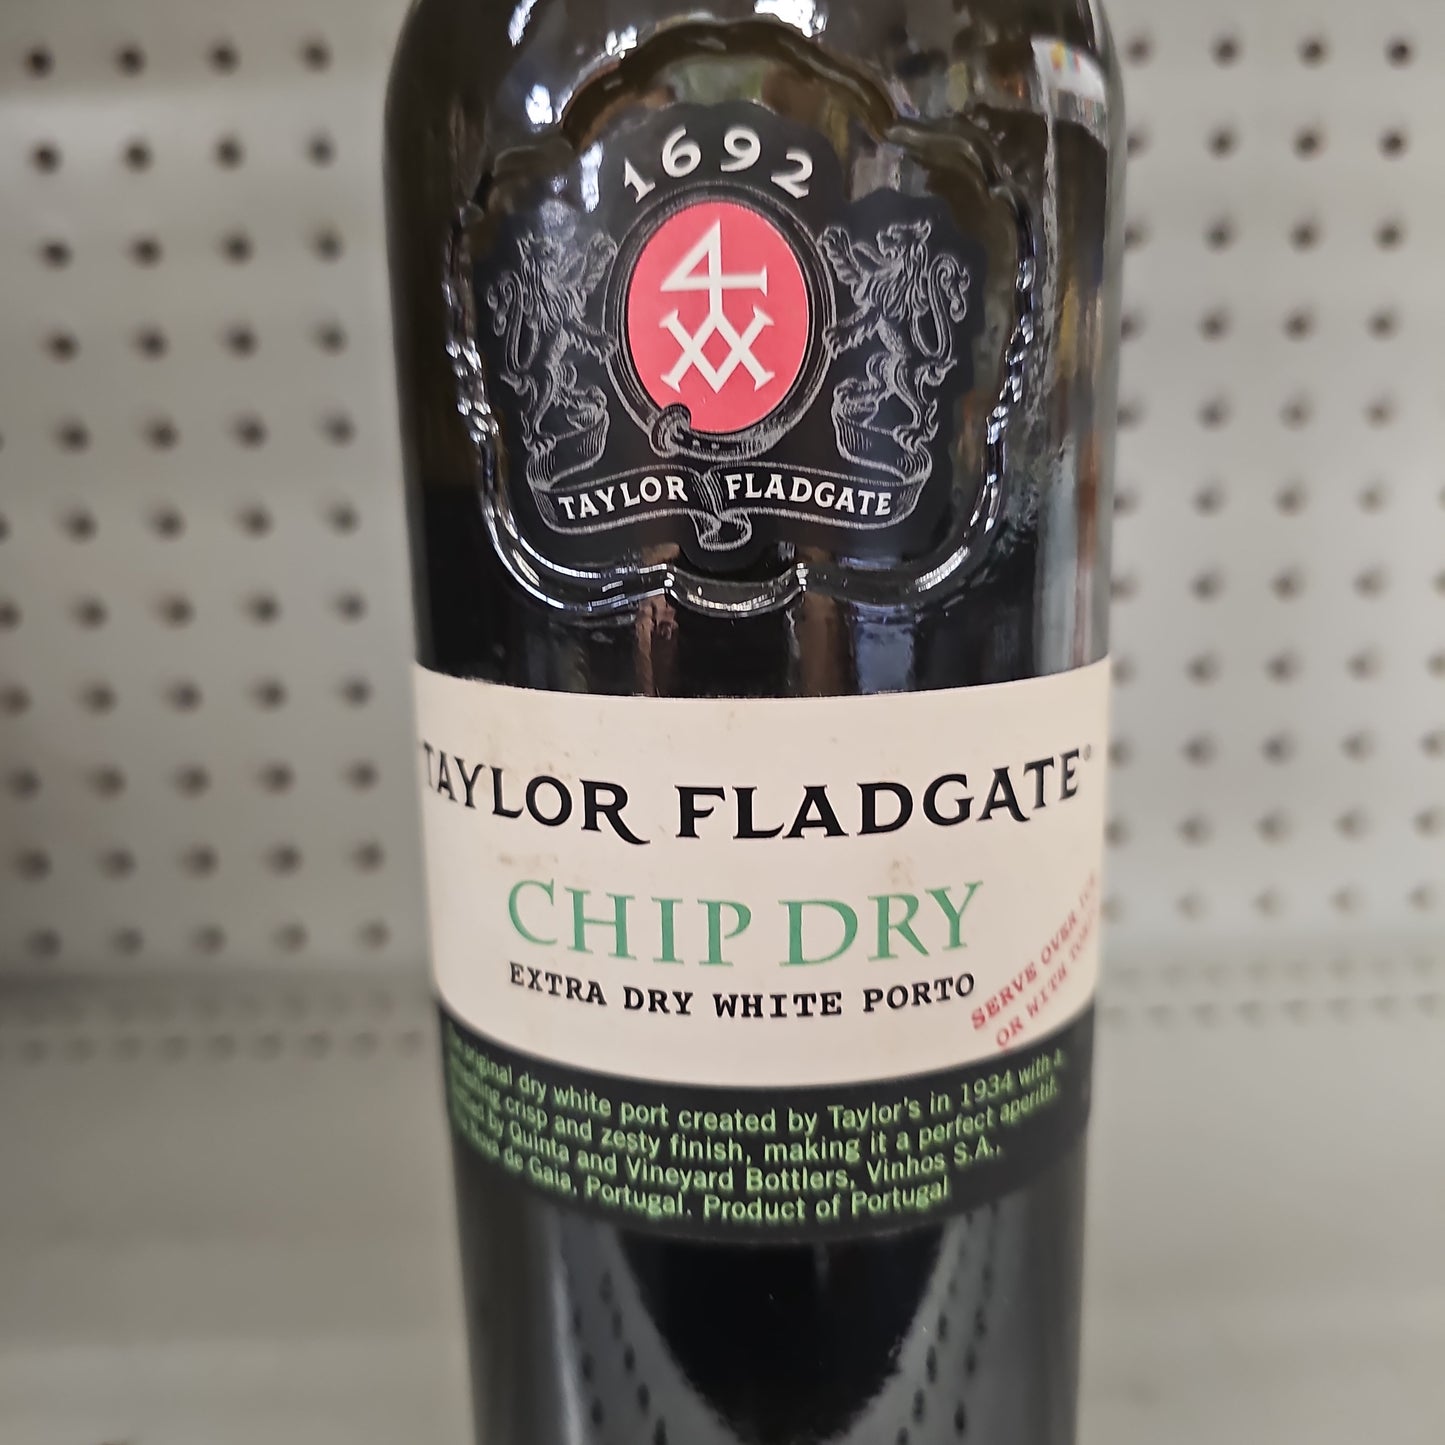 1692
TAYLOR FLADGATE
TAYLOR FLADGATE
CHIP DRY
EXTRA DRY WHITE PORTO
SERVE OVER
OR WITH
original dry white port created by Taylor's in 1934 with a
crisp and zesty finish, making it a perfect aperitif.
by Quinta and Vineyard Bottlers, Vinhos S.A.,
de Gaia, Portugal. Product of Portugal